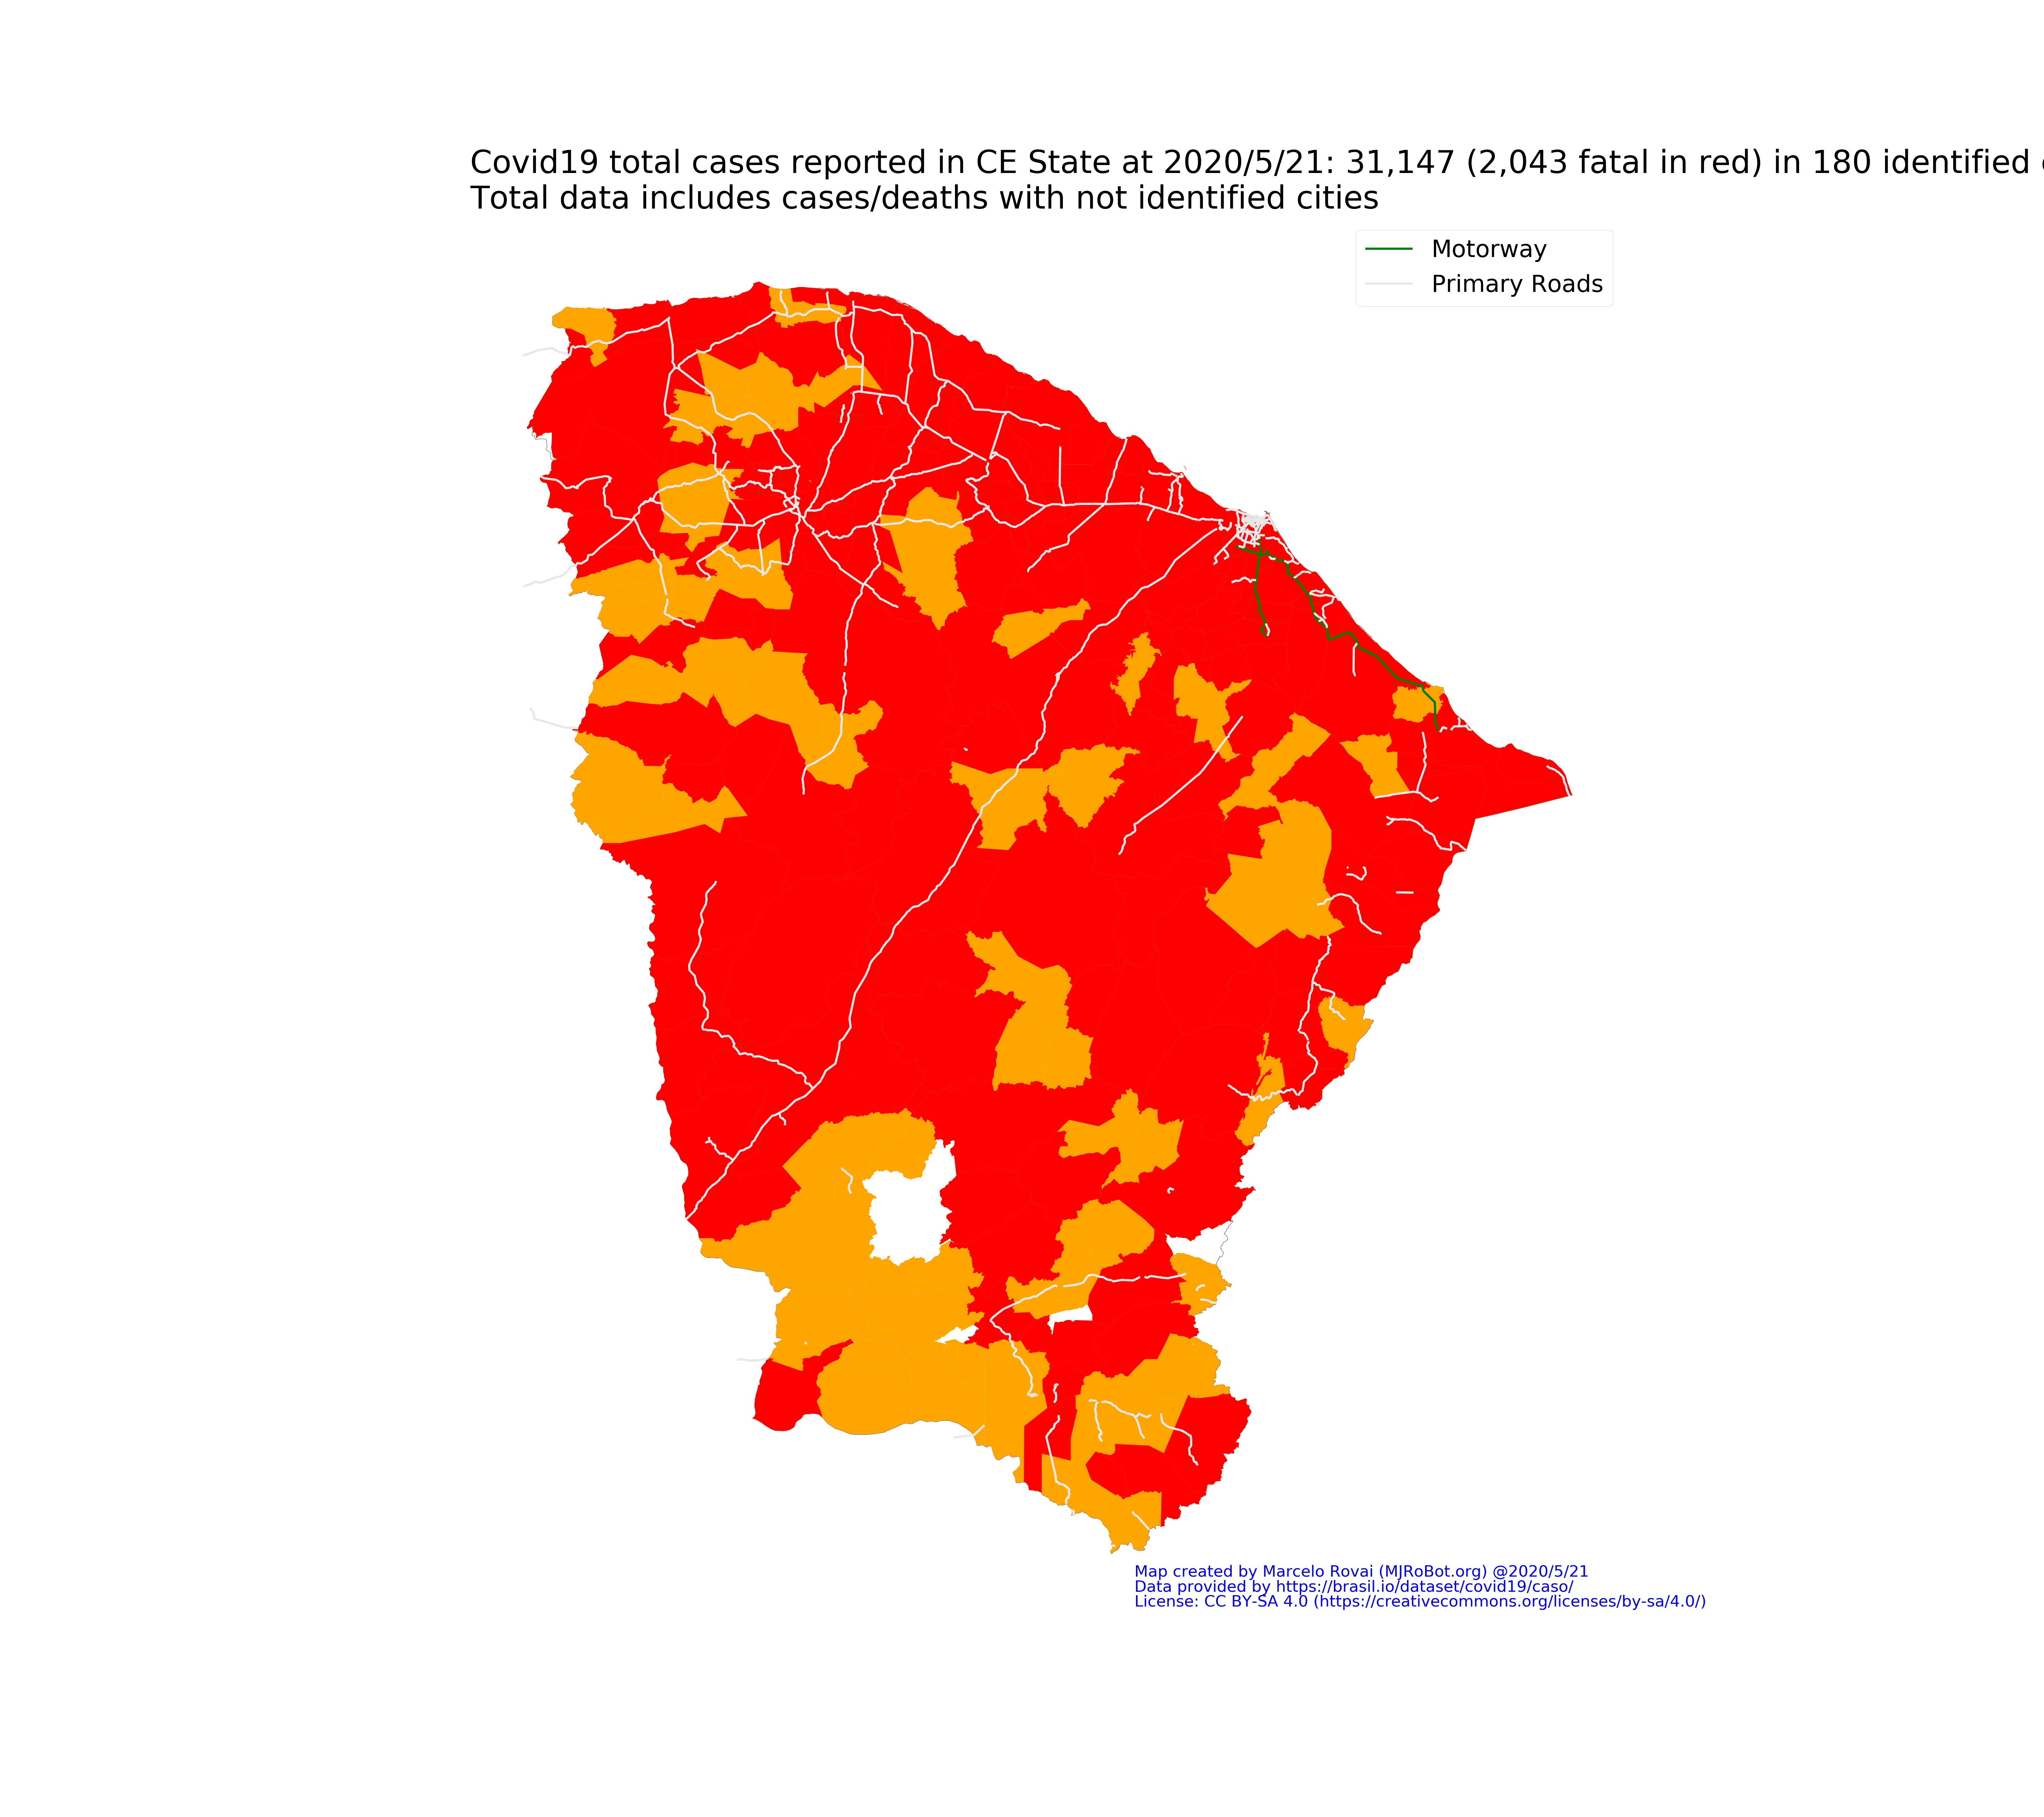 Covid19 total cases reported in CE State at 2020/5/21: 31,147 (2,043 fatal in red) in 180 identified
Total data includes cases/deaths with not identified cities
Motorway
Primary Roads
Map created by Marcelo Rovai (MJRoBot.org) @2020/5/21
Data provided by https://brasil.io/dataset/covid19/caso/
License: CC BY-SA 4.0 (https://creativecommons.org/licenses/by-sa/4.0/)